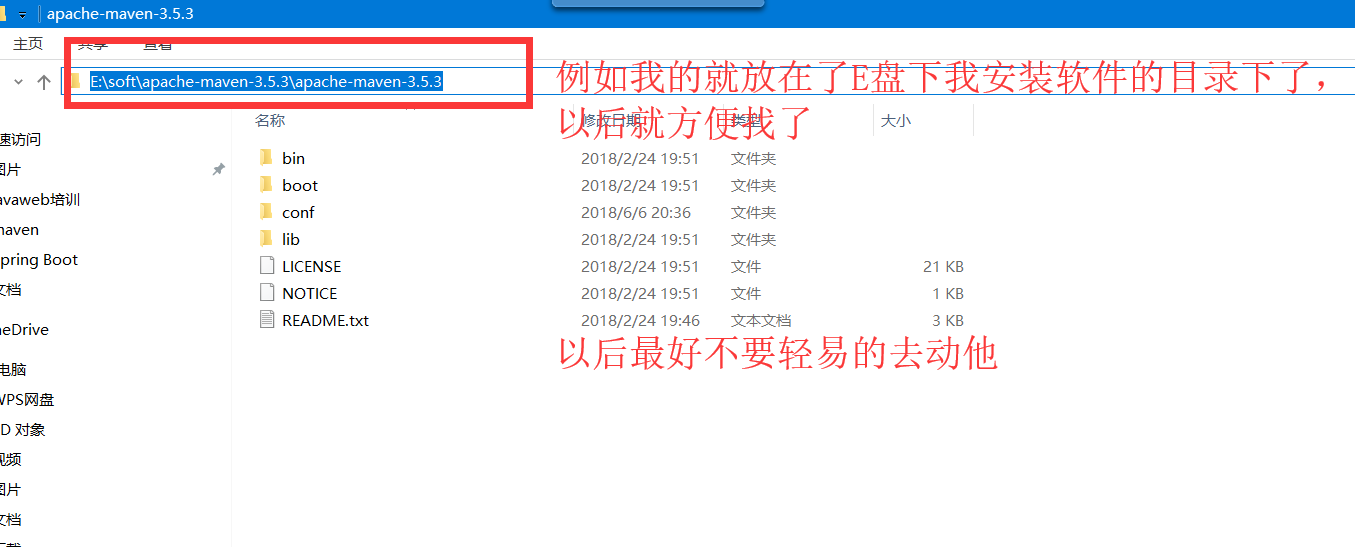 apache-maven-3.5.3
主页 共享 查看
E:\soft\apache-maven-3.5.3\apache-maven-3.5.3
例如我的就放在了E盘下我安装软件的目录下了，
以后就方便找了
名称 修改日期 类型 大小
速访问
图片
avaweb培训
maven
pring Boot
文档
neDrive
电脑
WPS网盘
D 对象
视频
图片
文档
bin 2018/2/24 19:51 文件夹
boot 2018/2/24 19:51 文件夹
conf 2018/6/6 20:36 文件夹
lib 2018/2/24 19:51 文件夹
LICENSE 2018/2/24 19:51 文件 21 KB
NOTICE 2018/2/24 19:51 文件 1 KB
README.txt 2018/2/24 19:46 文本文档 3 KB
以后最好不要轻易的去动他